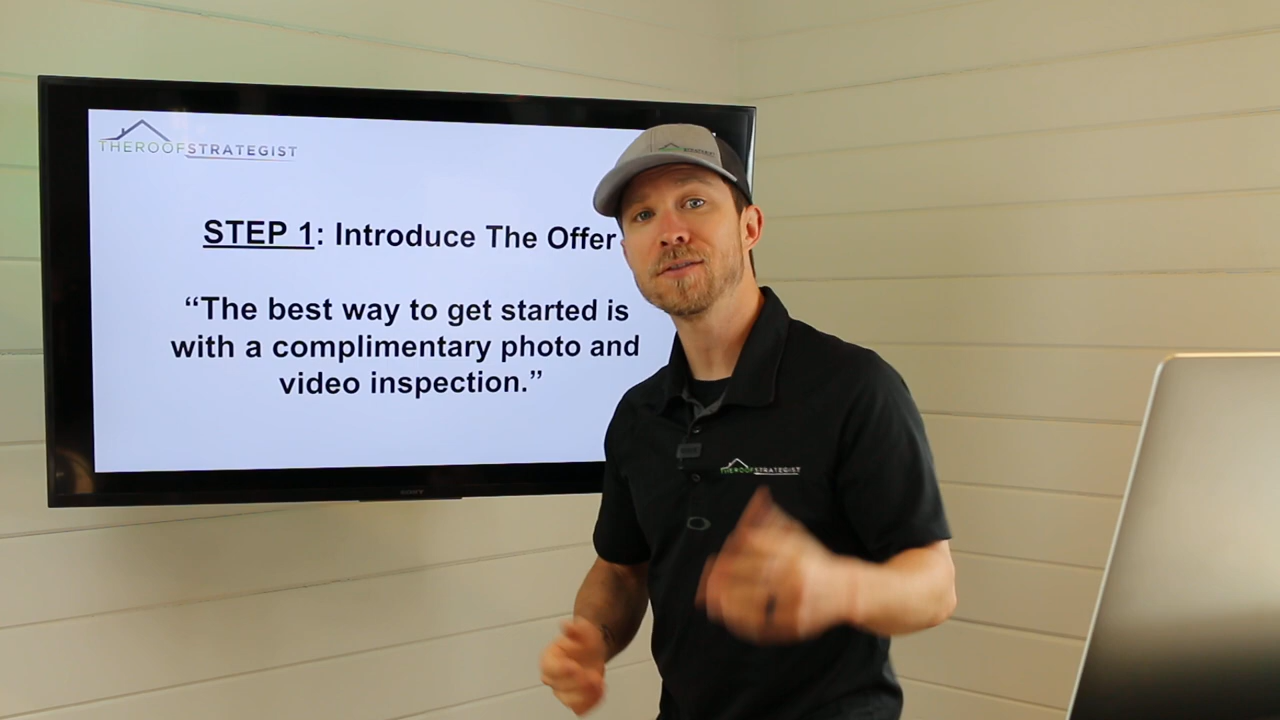 THEROOFSTRATEGIST
STEP 1: Introduce The Offer
“The best way to get started is
with a complimentary photo and
video inspection.”
SONY
THEROOFSTRATEGIST